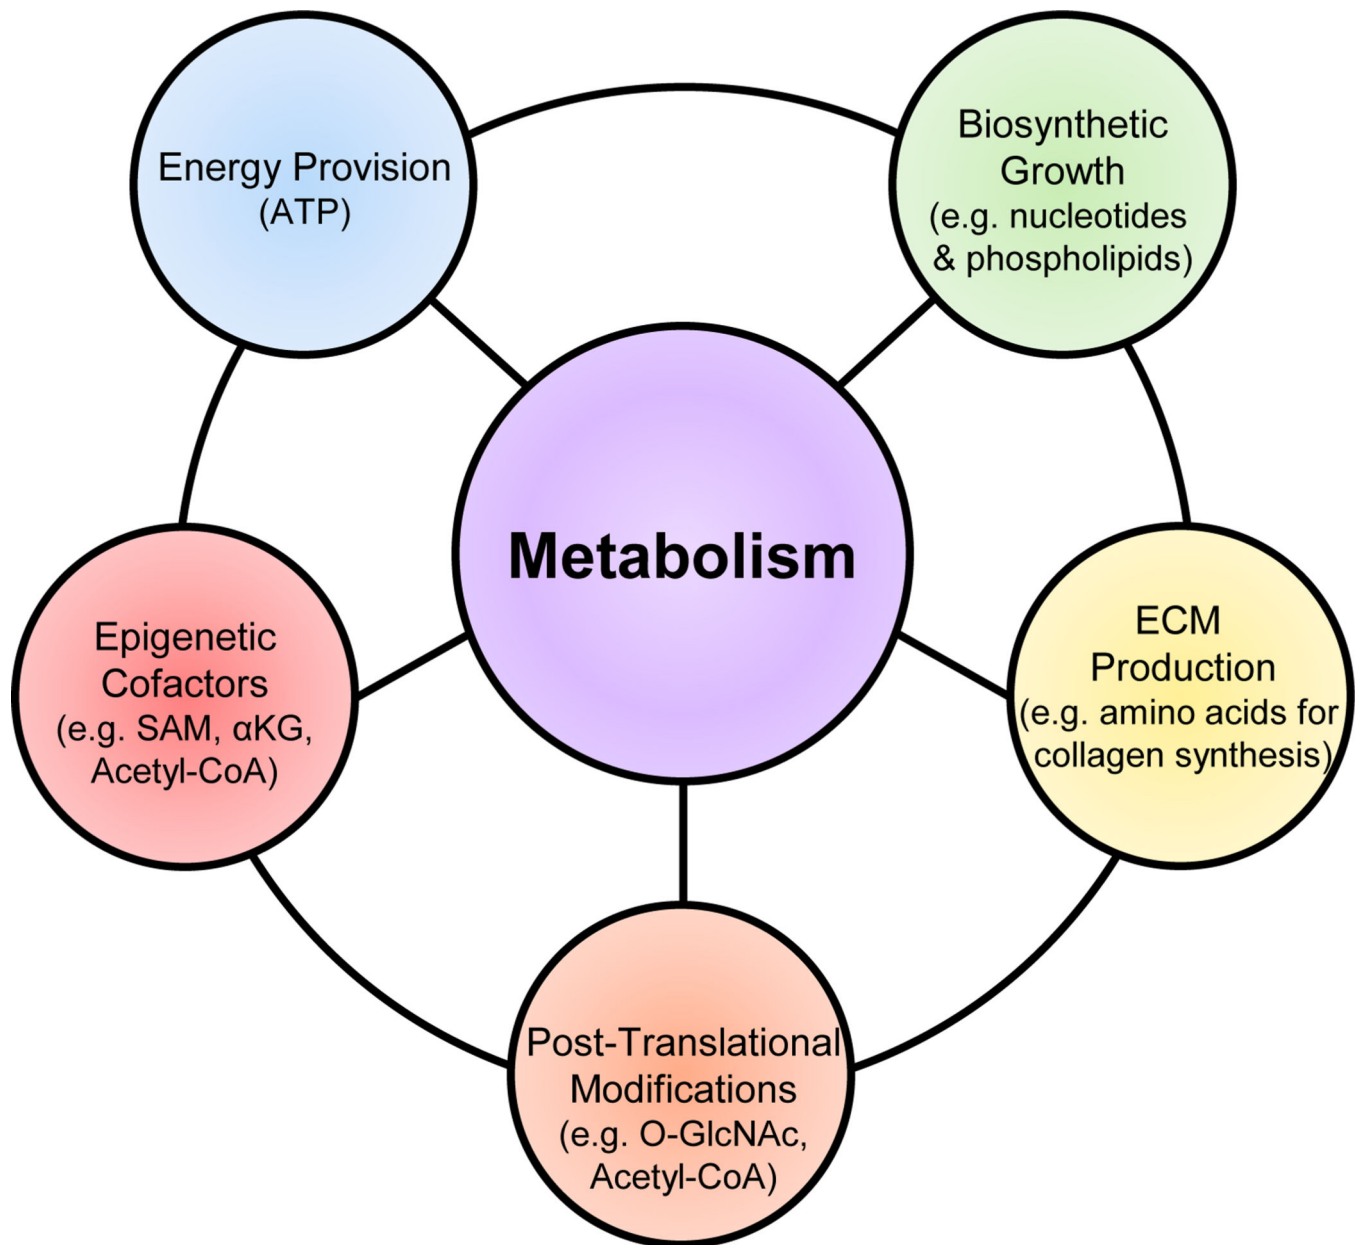 Energy Provision
(ATP)
Biosynthetic
Growth
(e.g. nucleotides
& phospholipids)
Metabolism
Epigenetic
Cofactors
(e.g. SAM, αKG,
Acetyl-CoA)
ECM
Production
(e.g. amino acids for
collagen synthesis)
Post-Translational
Modifications
(e.g. O-GlcNAc,
Acetyl-CoA)